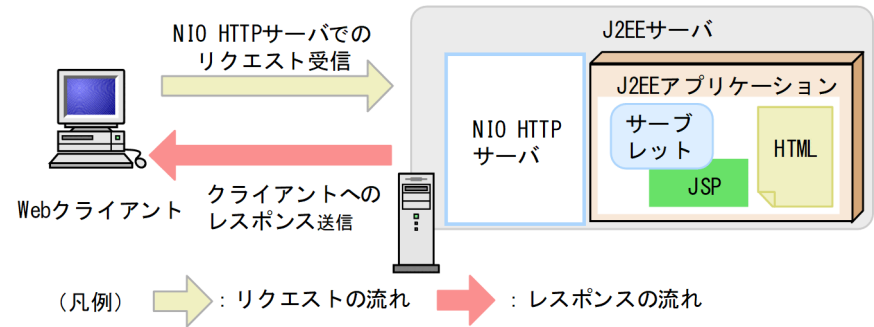 NIO HTTPサーバでの
リクエスト受信
J2EEサーバ
J2EEアプリケーション
NIO HTTP
サーバ
サーブ
レット
JSP
HTML
Webクライアント
クライアントへの
レスポンス送信
(凡例)
：リクエストの流れ
：レスポンスの流れ